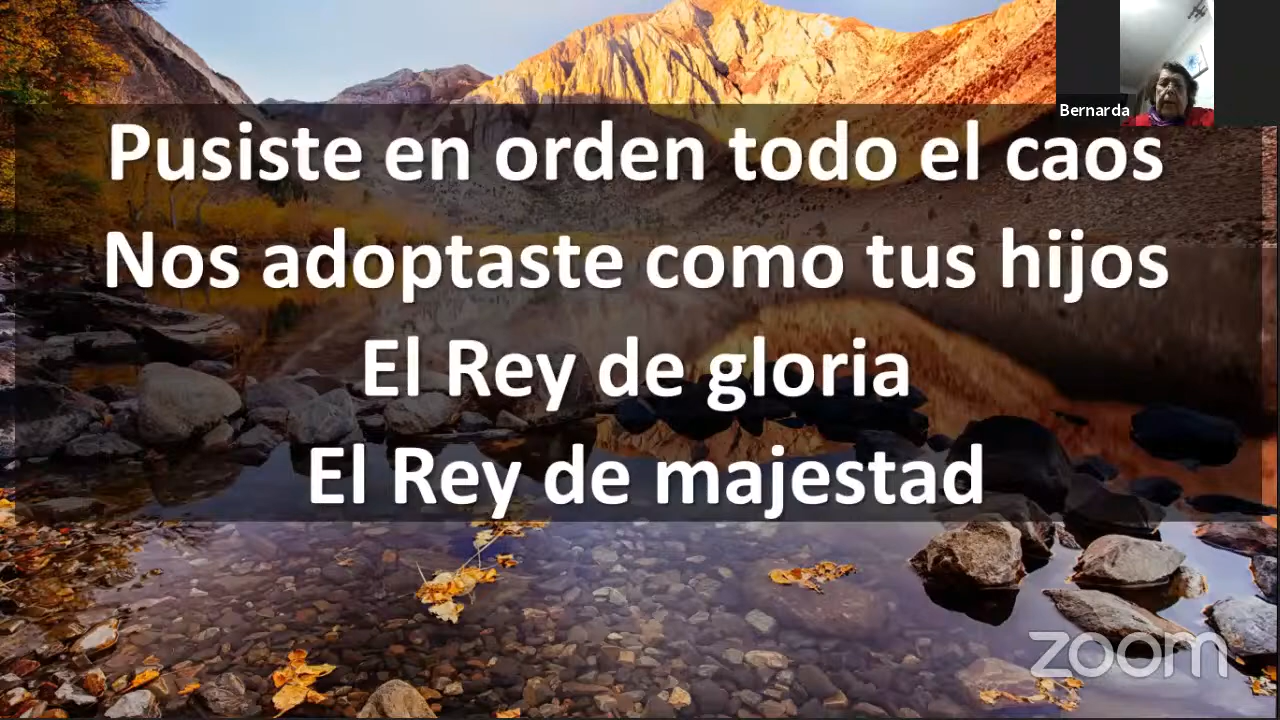 Bernarda
Pusiste en orden todo el caos
Nos adoptaste como tus hijos
El Rey de gloria
El Rey de majestad
zoom